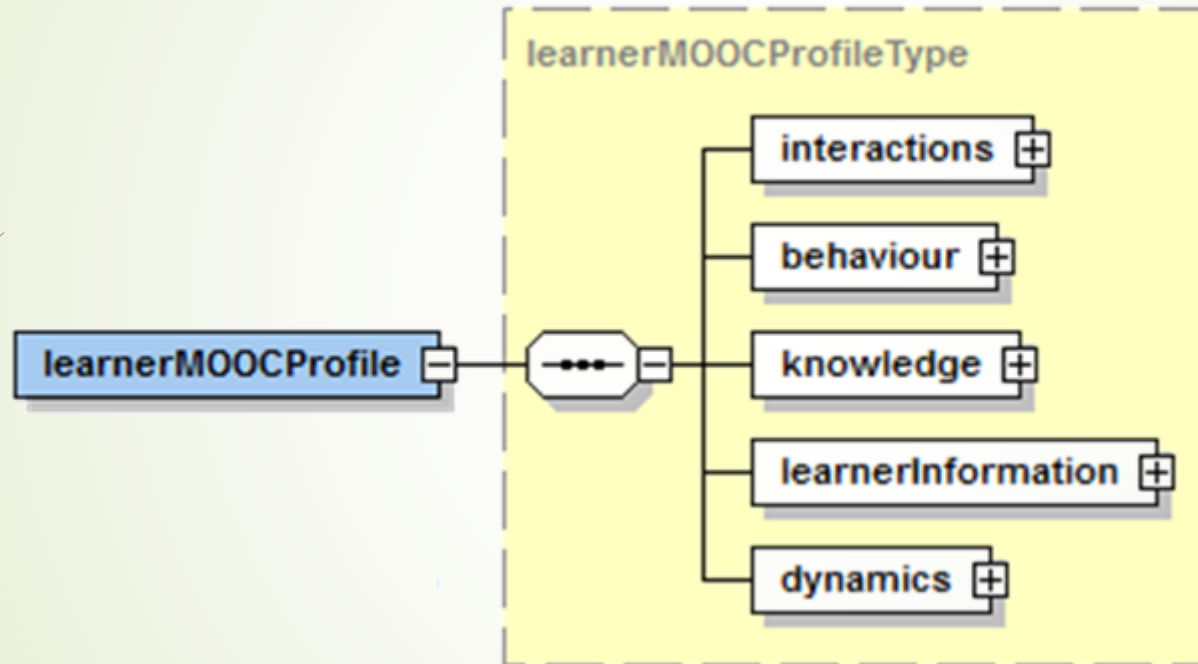 learnerMOOCProfileType
interactions
behaviour
learnerMOOCProfile
knowledge
learnerInformation
dynamics